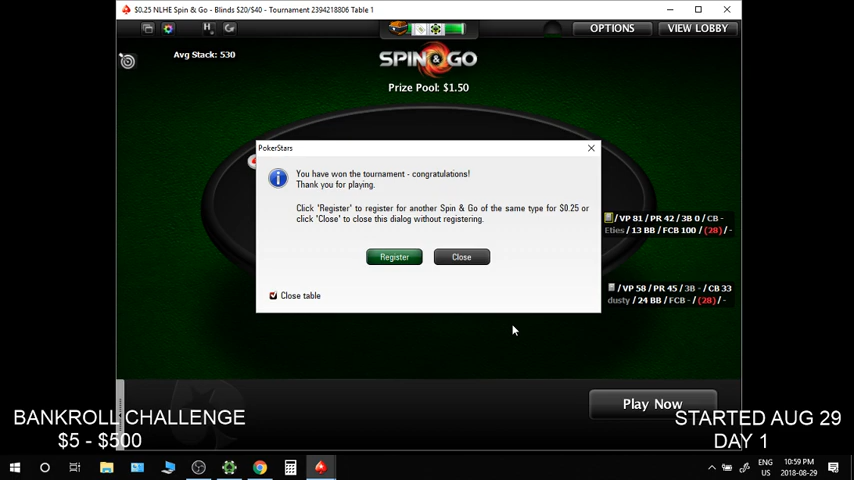 $0.25 NLHE Spin & Go - Blinds $20/$40 - Tournament 2394218806 Table 1
OPTIONS
VIEW LOBBY
Avg Stack: 530
SPIN&GO
Prize Pool: $1.50
PokerStars
You have won the tournament - congratulations!
Thank you for playing.
Click 'Register' to register for another Spin & Go of the same type for $0.25 or
click 'Close' to close this dialog without registering.
Register
Close
Close table
/ VP 81 / PR 42 / 3B 0 / CB -
Eties / 13 BB / FCB 100 / (28) / -
/ VP 58 / PR 45 / 3B - / CB 33
dusty / 24 BB / FCB - / (28) / -
Play Now
BANKROLL CHALLENGE
$5 - $500
STARTED AUG 29
DAY 1
ENG
US
10:59 PM
2018-08-29